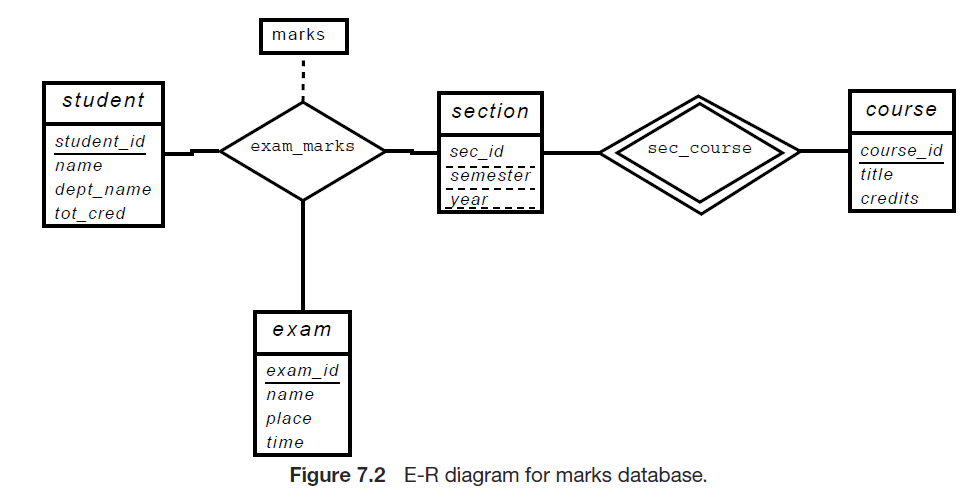 marks
student
student_id
name
dept_name
tot_cred
exam_marks
section
sec_id
semester
year
sec_course
course
course_id
title
credits
exam
exam_id
name
place
time
Figure 7.2 E-R diagram for marks database.